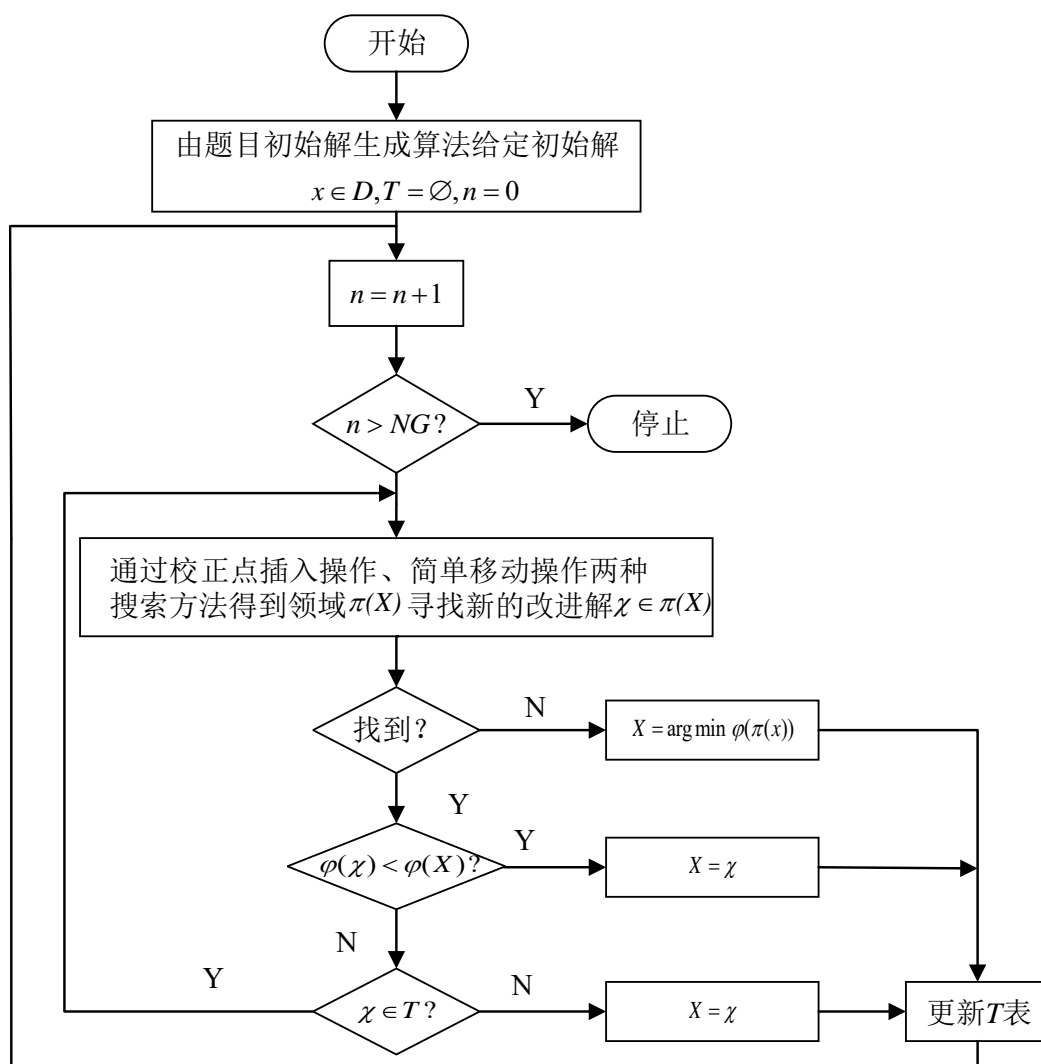 开始
由题目初始解生成算法给定初始解
x∈D,T=∅,n=0
n=n+1
n>NG?
Y
停止
通过校正点插入操作、简单移动操作两种
搜索方法得到领域π(X)寻找新的改进解χ∈π(X)
找到?
N
X=arg min φ(π(x))
Y
φ(χ)<φ(X)?
Y
X=χ
N
Y
χ∈T?
N
X=χ
更新T表